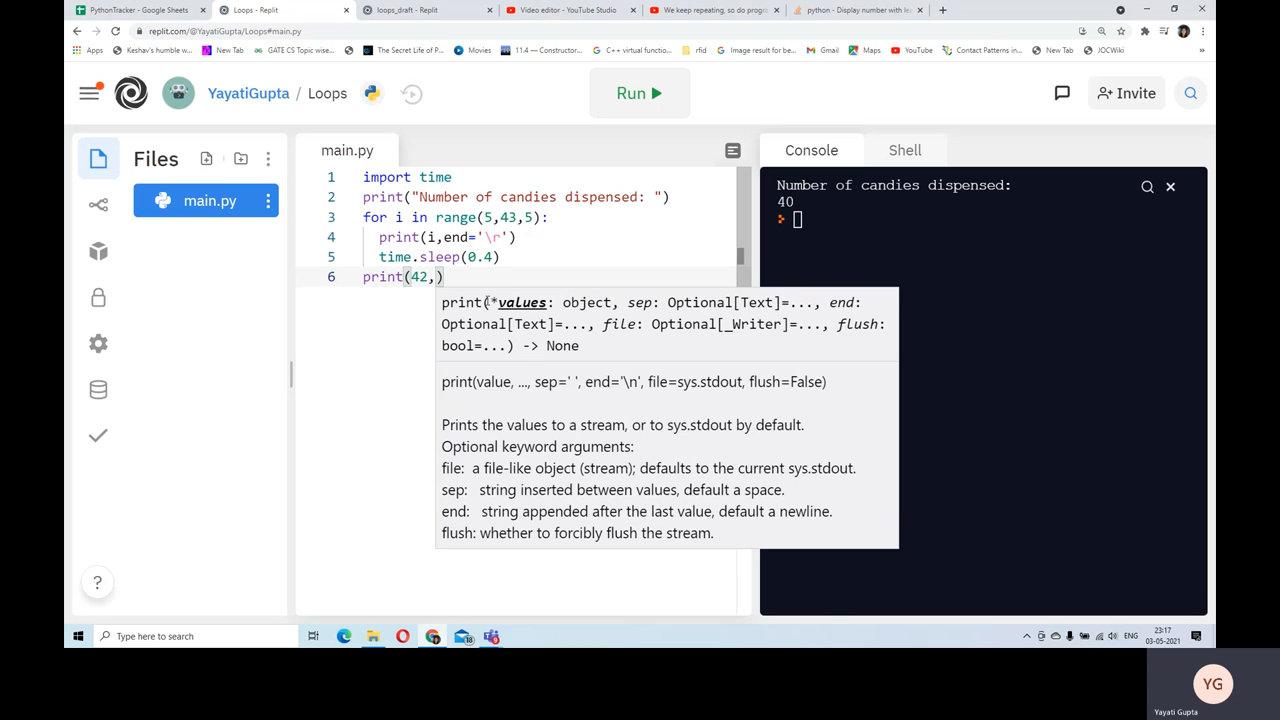 PythonTracker - Google Sheets
Loops - Replit
loops_draft - Replit
Video editor - YouTube Studio
We keep repeating, so do progra
python - Display number with lea
replit.com/@YayatiGupta/Loops#main.py
Apps
Keshav's humble w...
New Tab
GATE CS Topic wise...
The Secret Life of P...
Movies
11.4 — Constructor...
C++ virtual functio...
rfid
Image result for be...
Gmail
Maps
YouTube
Contact Patterns in...
New Tab
JOCWiki
YayatiGupta / Loops
Run
Invite
Files
main.py
main.py
1 import time
2 print("Number of candies dispensed: ")
3 for i in range(5,43,5):
4 print(i,end='\r')
5 time.sleep(0.4)
6 print(42,)
print(*values: object, sep: Optional[Text]=..., end:
Optional[Text]=..., file: Optional[_Writer]=..., flush:
bool=...) -> None
print(value, ..., sep=' ', end='\n', file=sys.stdout, flush=False)
Prints the values to a stream, or to sys.stdout by default.
Optional keyword arguments:
file: a file-like object (stream); defaults to the current sys.stdout.
sep: string inserted between values, default a space.
end: string appended after the last value, default a newline.
flush: whether to forcibly flush the stream.
Console
Shell
Number of candies dispensed:
40
?
Type here to search
18
ENG
23:17
03-05-2021
YG
Yayati Gupta